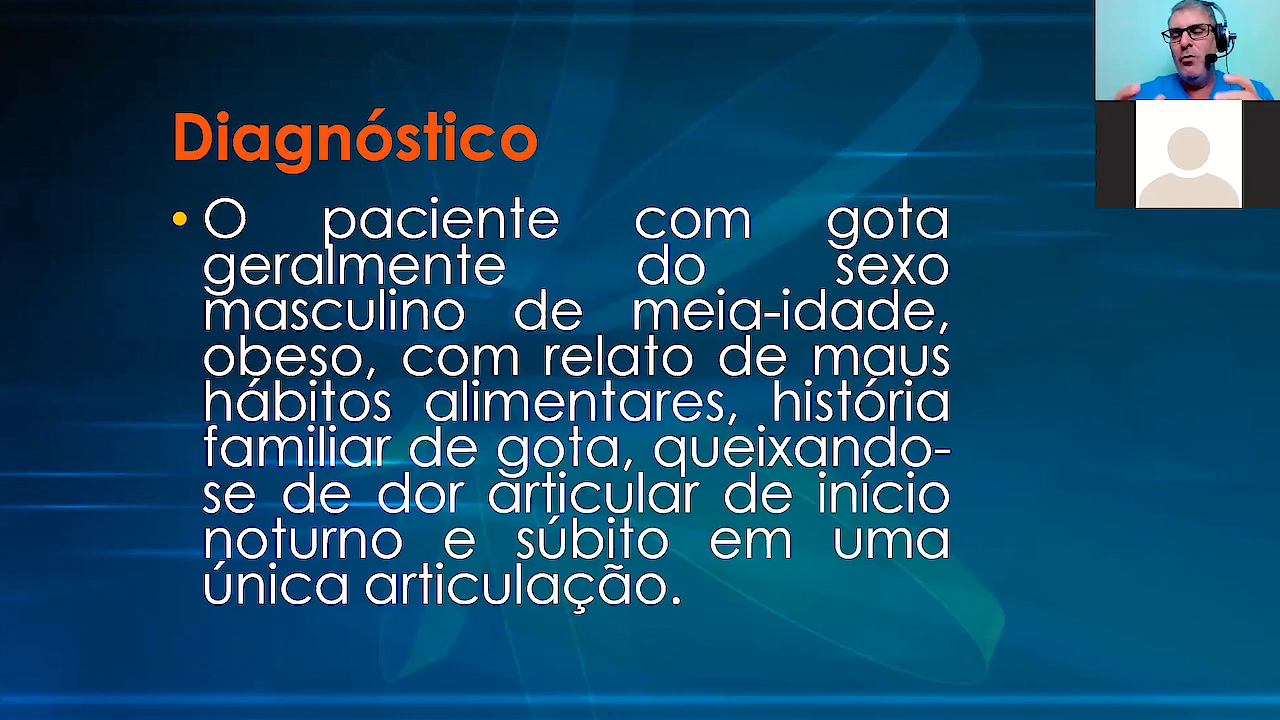 Diagnóstico
• O paciente com gota
geralmente do sexo
masculino de meia-idade,
obeso, com relato de maus
hábitos alimentares, história
familiar de gota, queixando-
se de dor articular de início
noturno e súbito em uma
única articulação.